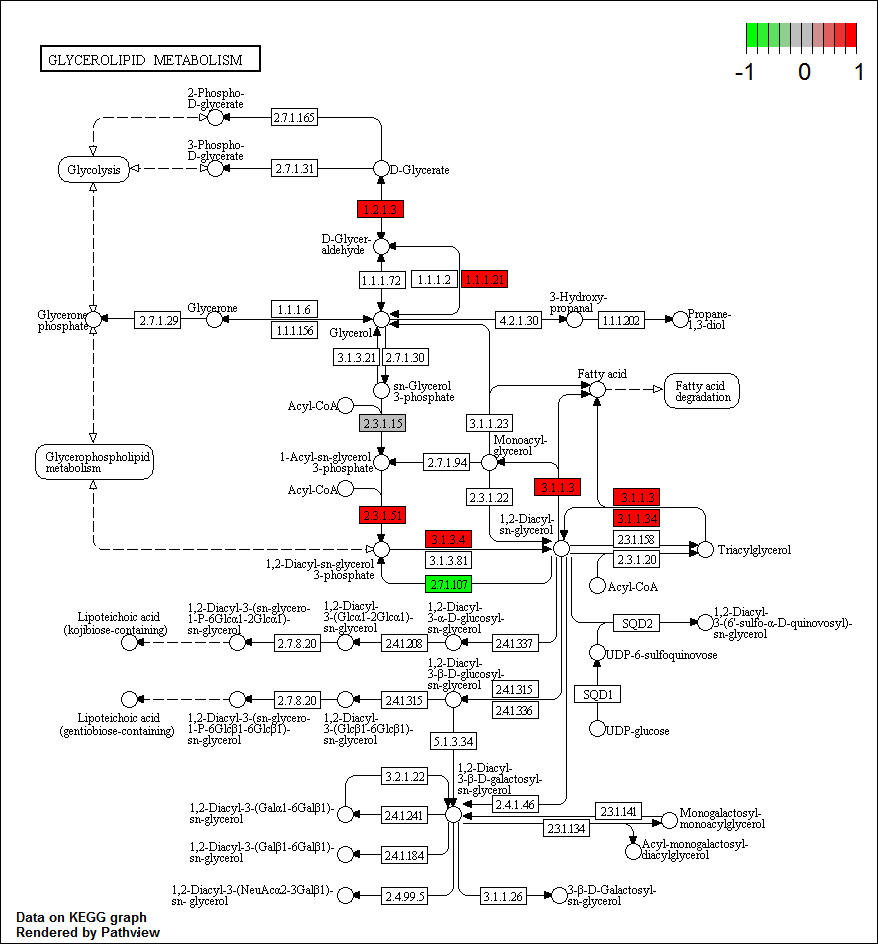 -1 0 1
GLYCEROLIPID METABOLISM
2-Phospho-
D-glycerate
2.7.1.165
3-Phospho-
D-glycerate
Glycolysis
2.7.1.31
D-Glycerate
1.2.1.3
D-Glycer-
aldehyde
1.1.1.72
1.1.1.2
1.1.1.21
Glycerone
phosphate
2.7.1.29
Glycerone
1.1.1.6
1.1.1.156
Glycerol
4.2.1.30
3-Hydroxy-
propanal
1.1.1.202
Propane-
1,3-diol
3.1.3.21
2.7.1.30
sn-Glycerol
3-phosphate
Fatty acid
Fatty acid
degradation
Acyl-CoA
2.3.1.15
3.1.1.23
Glycerophospholipid
metabolism
1-Acyl-sn-glycerol
3-phosphate
2.7.1.94
Monoacyl-
glycerol
Acyl-CoA
2.3.1.22
3.1.1.3
3.1.1.3
3.1.1.34
2.3.1.51
1,2-Diacyl-
sn-glycerol
3.1.3.4
3.1.3.81
2.3.1.158
2.3.1.20
Triacylglycerol
1,2-Diacyl-sn-glycerol
3-phosphate
2.7.1.107
Acyl-CoA
Lipoteichoic acid
(kojibiose-containing)
1,2-Diacyl-3-(sn-glycero-
1-P-6Glcα1-2Glcα1)-
sn-glycerol
2.7.8.20
1,2-Diacyl-
3-(Glcα1-2Glcα1)-
sn-glycerol
2.4.1.208
1,2-Diacyl-
3-α-D-glucosyl-
sn-glycerol
2.4.1.337
SQD2
1,2-Diacyl-
3-(6'-sulfo-α-D-quinovosyl)-
sn-glycerol
UDP-6-sulfoquinovose
1,2-Diacyl-
3-β-D-glucosyl-
sn-glycerol
2.4.1.315
2.4.1.336
SQD1
2.7.8.20
2.4.1.315
Lipoteichoic acid
(gentiobiose-containing)
1,2-Diacyl-3-(sn-glycero-
1-P-6Glcβ1-6Glcβ1)-
sn-glycerol
1,2-Diacyl-
3-(Glcβ1-6Glcβ1)-
sn-glycerol
UDP-glucose
5.1.3.34
1,2-Diacyl-
3-β-D-galactosyl-
sn-glycerol
3.2.1.22
2.4.1.46
1,2-Diacyl-3-(Galα1-6Galβ1)-
sn-glycerol
2.4.1.241
2.3.1.141
2.3.1.134
Monogalactosyl-
monoacylglycerol
1,2-Diacyl-3-(Galβ1-6Galβ1)-
sn-glycerol
2.4.1.184
Acyl-monogalactosyl-
diacylglycerol
1,2-Diacyl-3-(NeuAcα2-3Galβ1)-
sn- glycerol
2.4.99.5
3.1.1.26
3-β-D-Galactosyl-
sn-glycerol
Data on KEGG graph
Rendered by Pathview